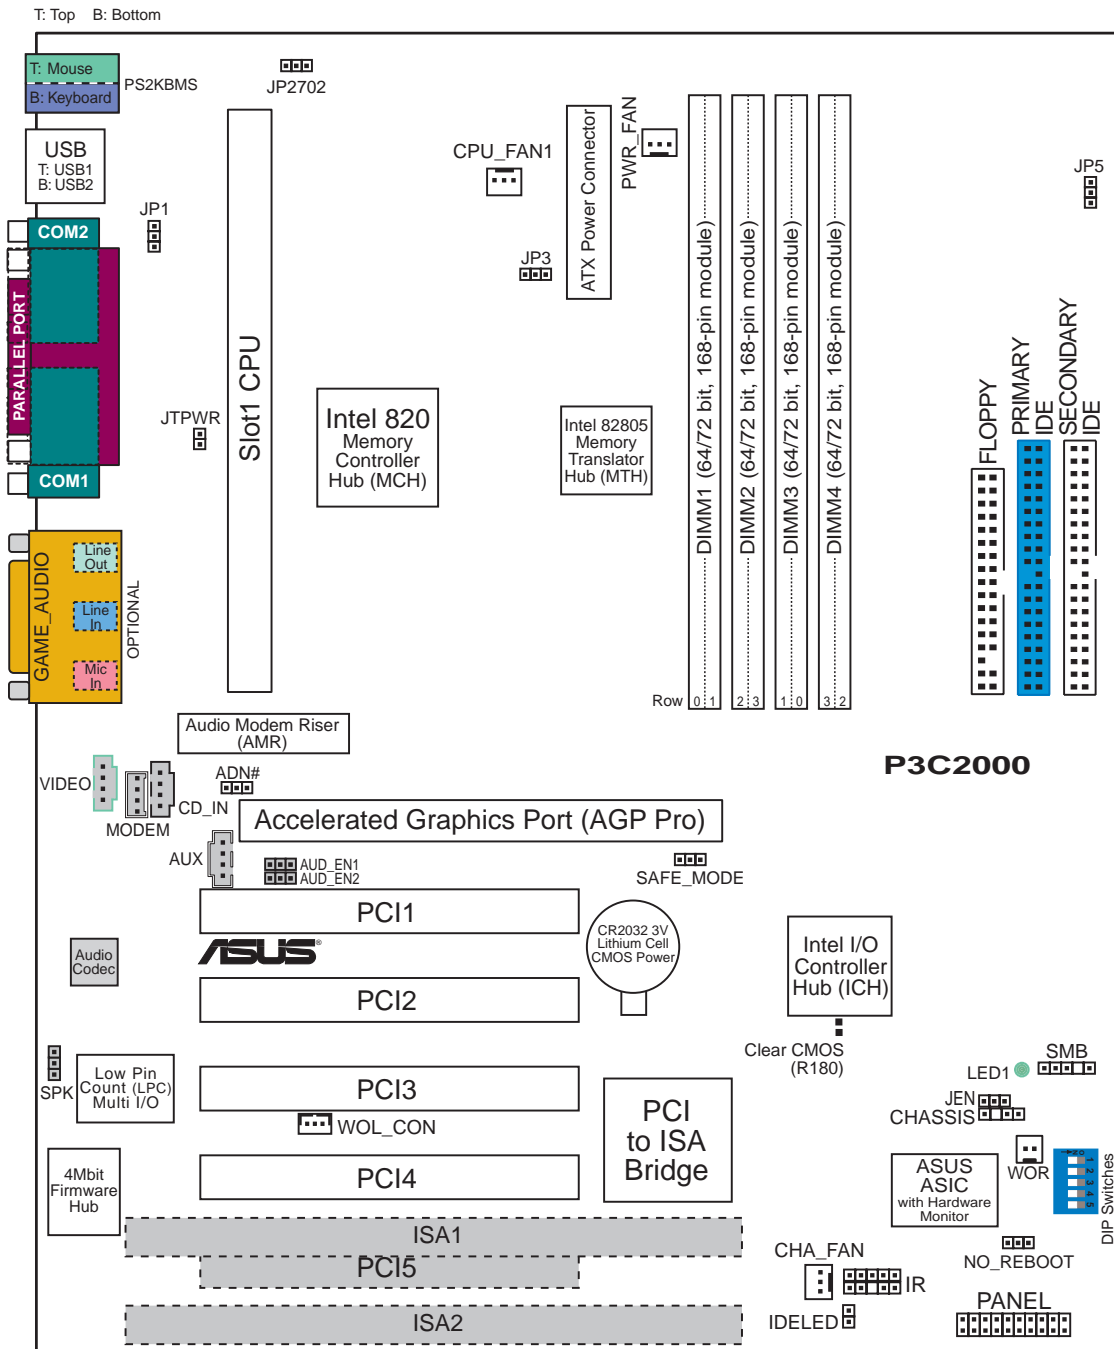 T: Top B: Bottom
T: Mouse
B: Keyboard
PS2KBMS
JP2702
USB
T: USB1
B: USB2
CPU_FAN1
ATX Power Connector
PWR_FAN
JP5
JP1
COM2
PARALLEL PORT
COM1
JP3
JTPWR
Slot1 CPU
Intel 820
Memory
Controller
Hub (MCH)
Intel 82805
Memory
Translator
Hub (MTH)
DIMM1 (64/72 bit, 168-pin module)
DIMM2 (64/72 bit, 168-pin module)
DIMM3 (64/72 bit, 168-pin module)
DIMM4 (64/72 bit, 168-pin module)
FLOPPY
PRIMARY
IDE
SECONDARY
IDE
GAME_AUDIO
Line
Out
Line
In
Mic
In
OPTIONAL
Row 0 1 2 3 1 0 3 2
Audio Modem Riser
(AMR)
P3C2000
VIDEO
MODEM
CD_IN
ADN#
Accelerated Graphics Port (AGP Pro)
AUX
AUD_EN1
AUD_EN2
SAFE_MODE
PCI1
CR2032 3V
Lithium Cell
CMOS Power
Intel I/O
Controller
Hub (ICH)
Audio
Codec
ASUS®
PCI2
Clear CMOS
(R180)
SPK
Low Pin
Count (LPC)
Multi I/O
PCI3
WOL_CON
PCI
to ISA
Bridge
LED1
SMB
JEN
CHASSIS
4Mbit
Firmware
Hub
PCI4
ASUS
ASIC
with Hardware
Monitor
WOR
ON
1
2
3
4
5
DIP Switches
ISA1
PCI5
ISA2
CHA_FAN
IR
IDELED
NO_REBOOT
PANEL